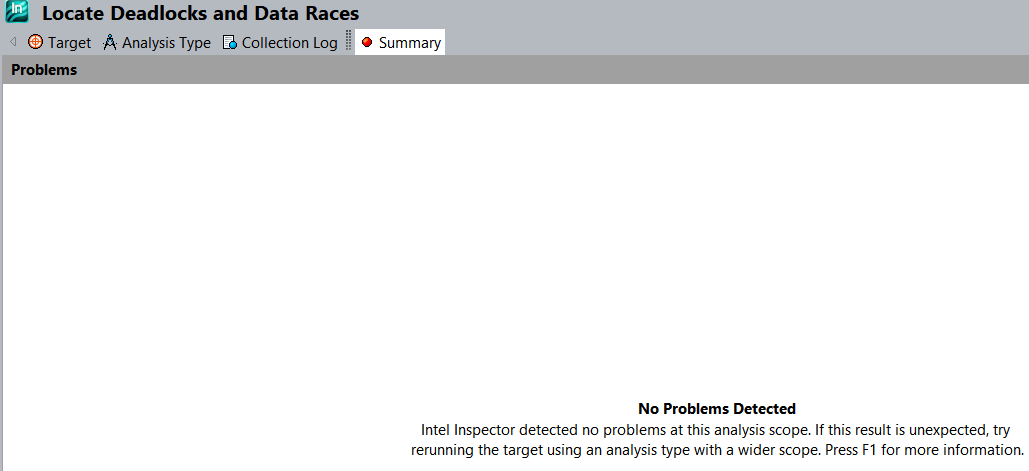 In
Locate Deadlocks and Data Races
Target Analysis Type Collection Log Summary
Problems
No Problems Detected
Intel Inspector detected no problems at this analysis scope. If this result is unexpected, try
rerunning the target using an analysis type with a wider scope. Press F1 for more information.